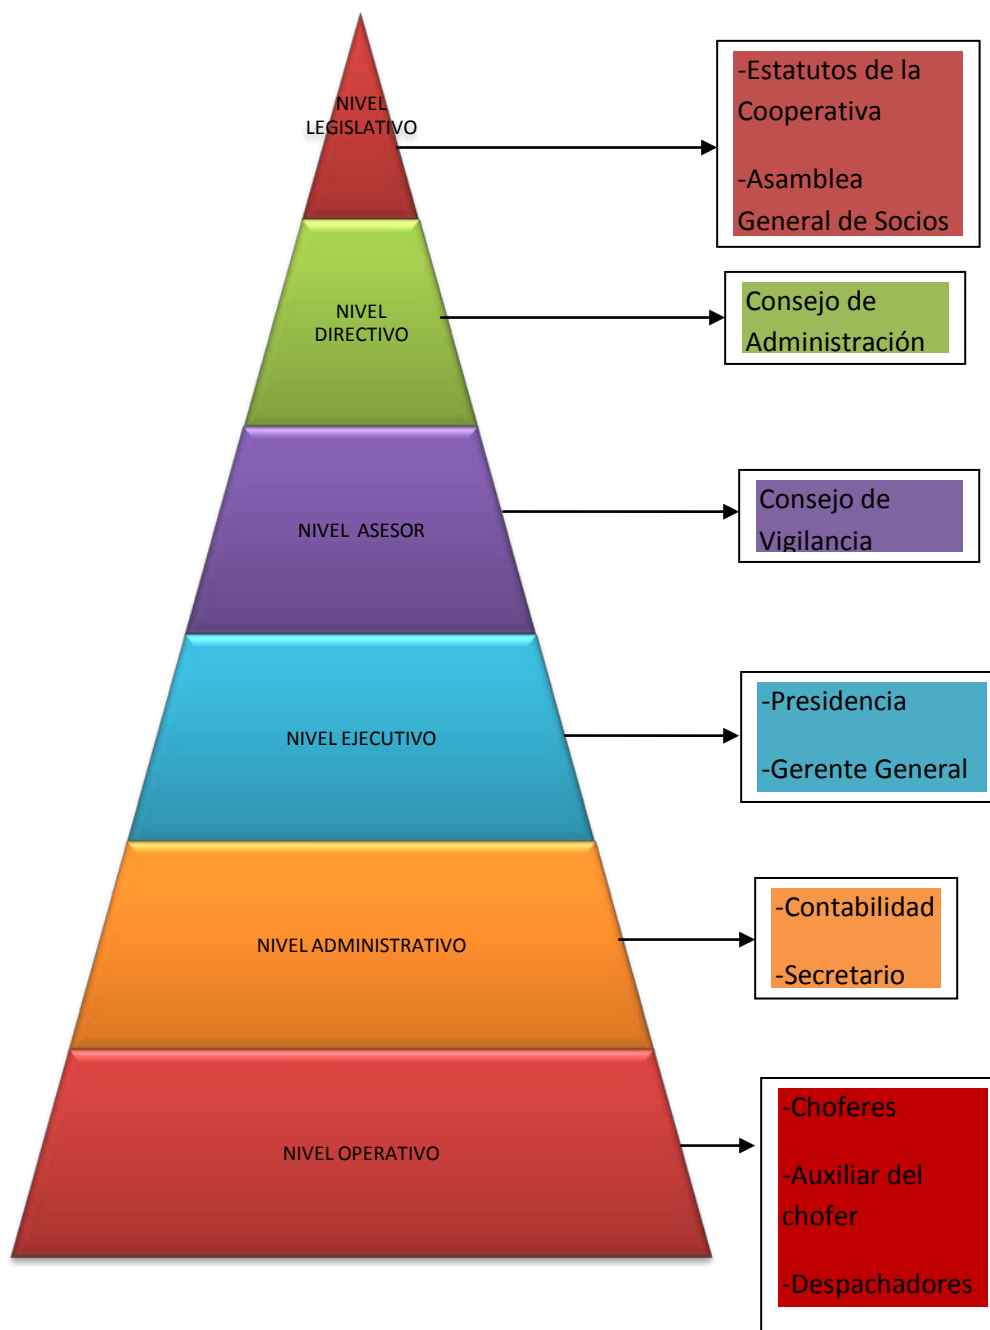 NIVEL
LEGISLATIVO
-Estatutos de la
Cooperativa
-Asamblea
General de Socios
NIVEL
DIRECTIVO
Consejo de
Administración
NIVEL ASESOR
Consejo de
Vigilancia
NIVEL EJECUTIVO
-Presidencia
-Gerente General
NIVEL ADMINISTRATIVO
-Contabilidad
-Secretario
NIVEL OPERATIVO
-Choferes
-Auxiliar del
chofer
-Despachadores